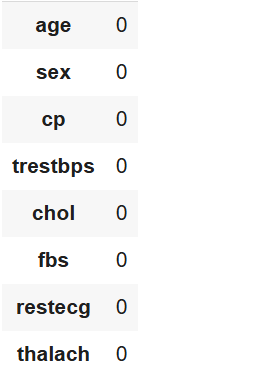 age 0
sex 0
cp 0
trestbps 0
chol 0
fbs 0
restecg 0
thalach 0